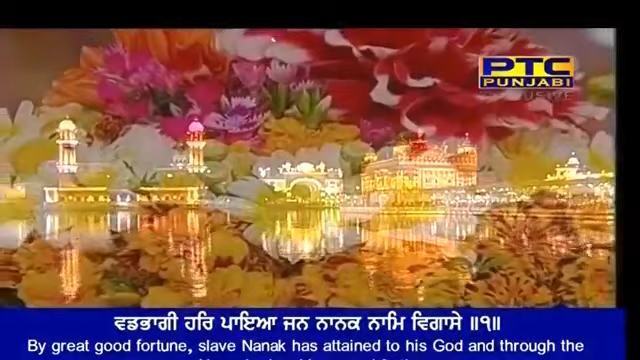 PTC
PUNJABI
EXCLUSIVE
ਵਡਭਾਗੀ ਹਰਿ ਪਾਇਆ ਜਨ ਨਾਨਕ ਨਾਮਿ ਵਿਗਾਸੇ ॥੧॥
By great good fortune, slave Nanak has attained to his God and through the